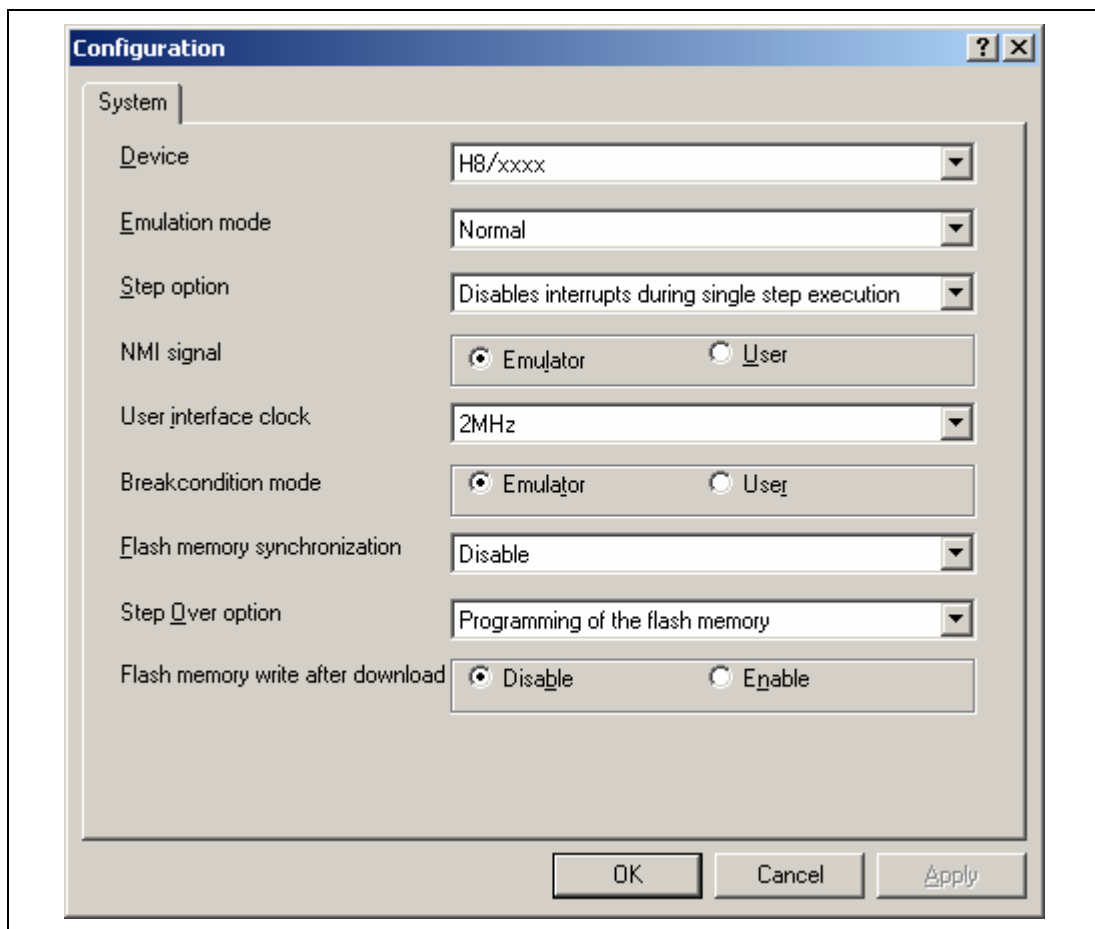 Configuration
System
Device H8/xxxx
Emulation mode Normal
Step option Disables interrupts during single step execution
NMI signal Emulator User
User interface clock 2MHz
Breakcondition mode Emulator User
Flash memory synchronization Disable
Step Over option Programming of the flash memory
Flash memory write after download Disable Enable
OK Cancel Apply